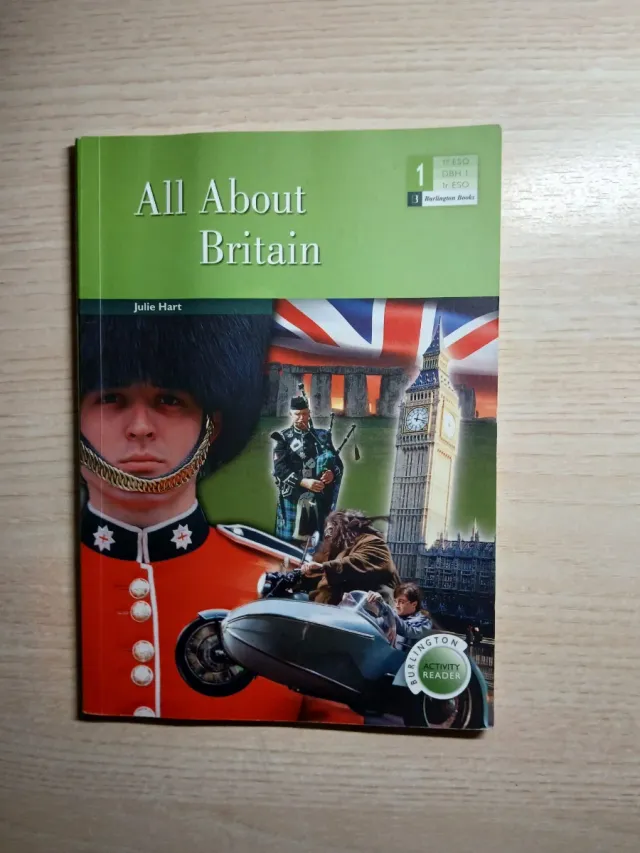 All About
Britain
Julie Hart
1
1º ESO
DBH 1
1r ESO
Burlington Books
BURLINGTON
ACTIVITY
READER